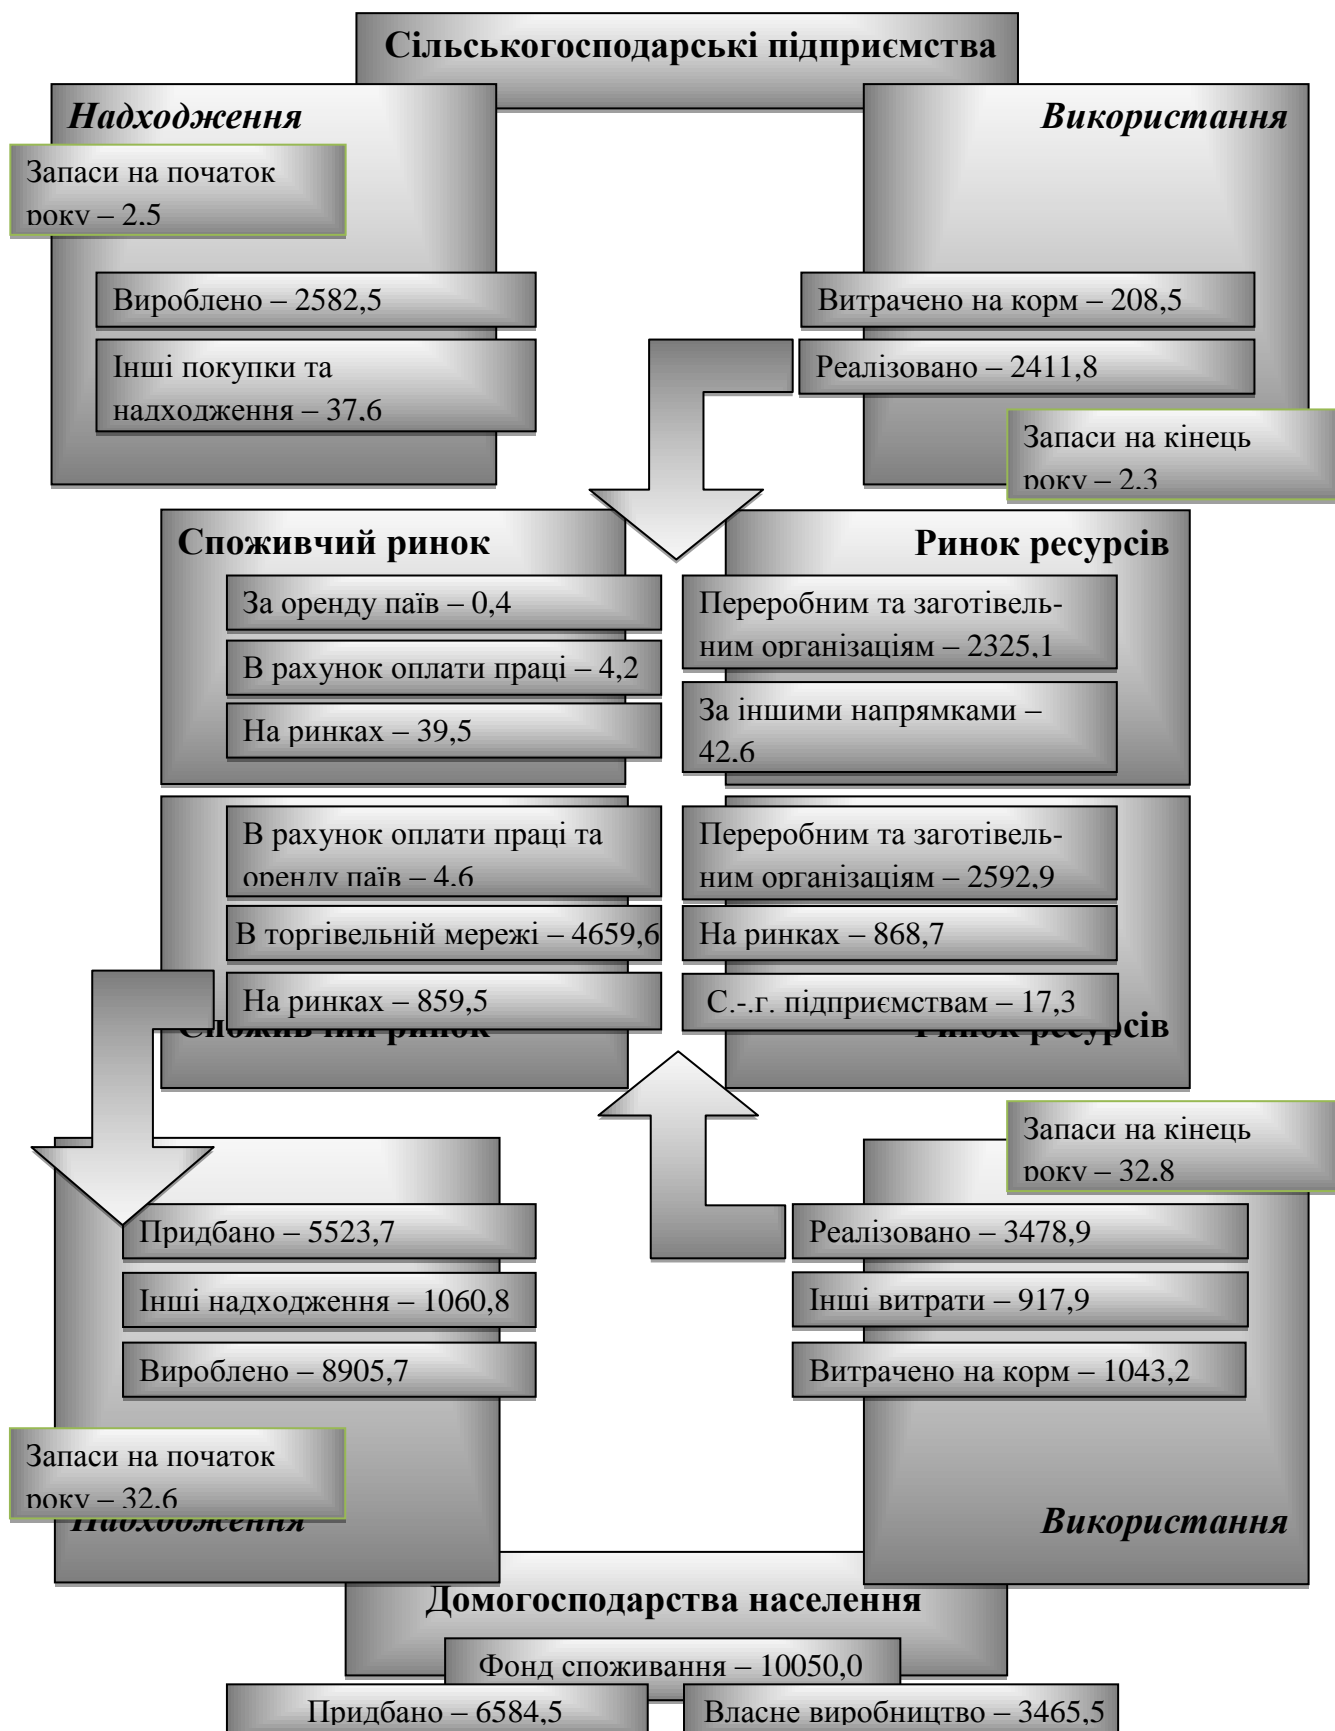 Сільськогосподарські підприємства
Надходження
Використання
Запаси на початок
року – 2,5
Вироблено – 2582,5
Інші покупки та
надходження – 37,6
Витрачено на корм – 208,5
Реалізовано – 2411,8
Запаси на кінець
року – 2,3
Споживчий ринок
За оренду паїв – 0,4
В рахунок оплати праці – 4,2
На ринках – 39,5
Ринок ресурсів
Переробним та заготівель-
ним організаціям – 2325,1
За іншими напрямками –
42,6
В рахунок оплати праці та
оренду паїв – 4,6
В торгівельній мережі – 4659,6
На ринках – 859,5
Споживчий ринок
Переробним та заготівель-
ним організаціям – 2592,9
На ринках – 868,7
С.-.г. підприємствам – 17,3
Ринок ресурсів
Запаси на кінець
року – 32,8
Придбано – 5523,7
Інші надходження – 1060,8
Вироблено – 8905,7
Запаси на початок
року – 32,6
Надходження
Реалізовано – 3478,9
Інші витрати – 917,9
Витрачено на корм – 1043,2
Використання
Домогосподарства населення
Фонд споживання – 10050,0
Придбано – 6584,5
Власне виробництво – 3465,5